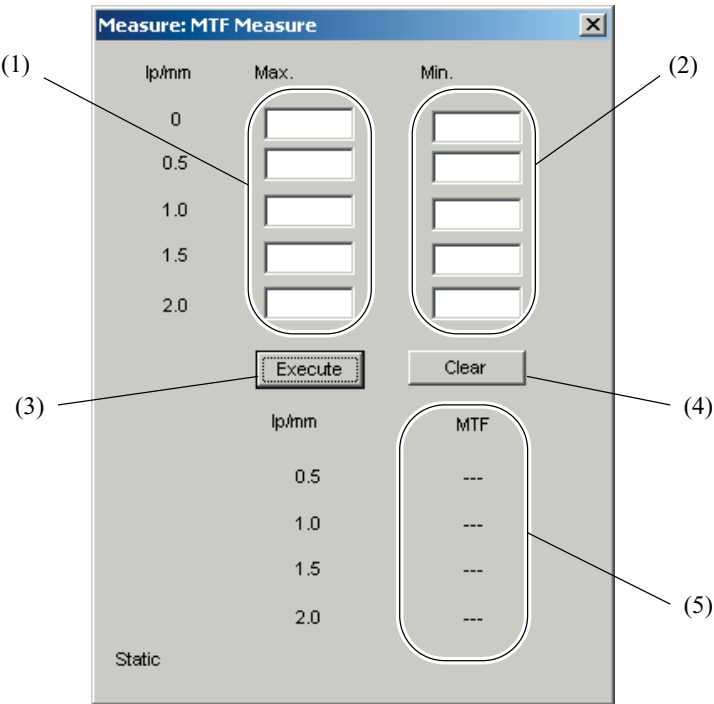 Measure: MTF Measure
(1)
lp/mm Max. Min.
(2)
0
0.5
1.0
1.5
2.0
Execute Clear
(3)
(4)
lp/mm MTF
0.5 ---
1.0 ---
1.5 ---
2.0 ---
(5)
Static